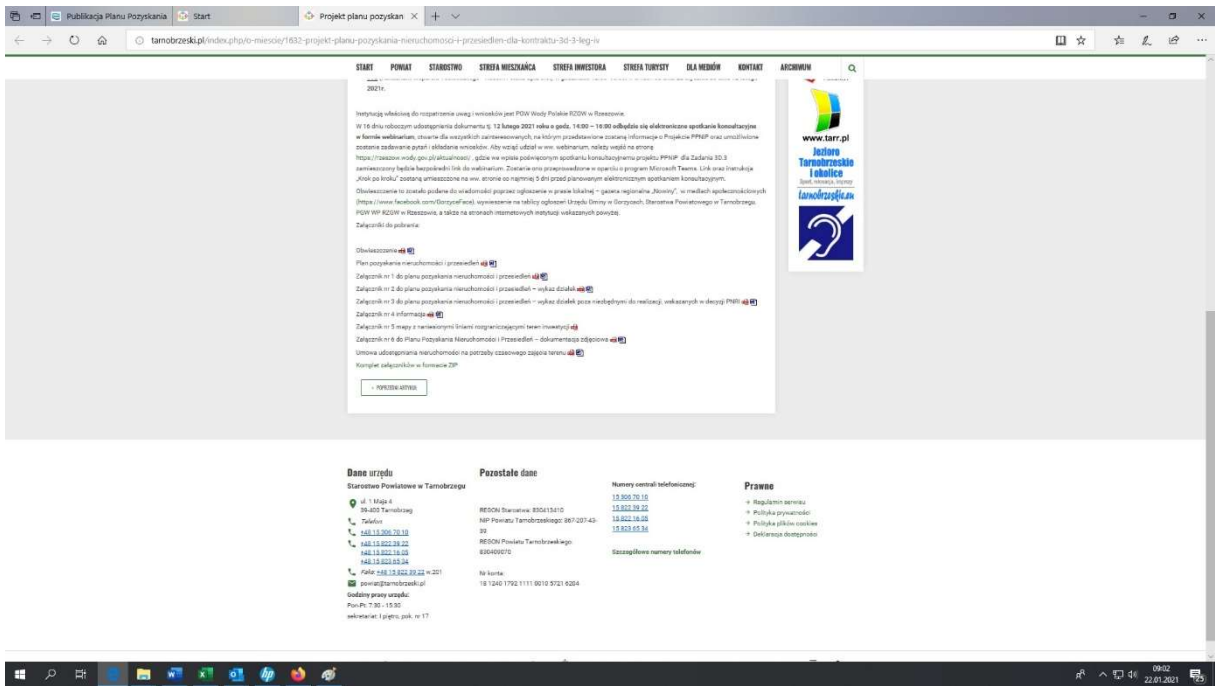 Publikacja Planu Pozyskania
Start
Projekt planu pozyskan
tarnobrzeski.pl/index.php/o-miescie/1632-projekt-planu-pozyskania-nieruchomosci-i-przesiedlen-dla-kontraktu-3d-3-leg-iv
START POWIAT STAROSTWO STREFA MIESZKAŃCA STREFA INWESTORA STREFA TURYSTY DLA MEDIÓW KONTAKT ARCHIWUM
2021r.
Instytucją właściwą do rozpatrzenia uwag i wniosków jest PGW Wody Polskie RZGW w Rzeszowie.
W 16 dniu roboczym udostępniania dokumentu tj. 12 lutego 2021 roku o godz. 14:00 – 16:00 odbędzie się elektroniczne spotkanie konsultacyjne
w formie webinarium, otwarte dla wszystkich zainteresowanych, na którym przedstawione zostaną informacje o Projekcie PPNiP oraz umożliwione
zostanie zadawanie pytań i składanie wniosków. Aby wziąć udział w ww. webinarium, należy wejść na stronę
https://rzeszow.wody.gov.pl/aktualnosci/ , gdzie we wpisie poświęconym spotkaniu konsultacyjnemu projektu PPNiP dla Zadania 3D.3
zamieszczony będzie bezpośredni link do webinarium. Zostanie ono przeprowadzone w oparciu o program Microsoft Teams. Link oraz instrukcja
„Krok po kroku" zostaną umieszczone na ww. stronie co najmniej 5 dni przed planowanym elektronicznym spotkaniem konsultacyjnym.
Obwieszczenie to zostało podane do wiadomości poprzez ogłoszenie w prasie lokalnej – gazeta regionalna „Nowiny", w mediach społecznościowych
(https://www.facebook.com/GorzyceFace), wywieszenie na tablicy ogłoszeń Urzędu Gminy w Gorzycach, Starostwa Powiatowego w Tarnobrzegu,
PGW WP RZGW w Rzeszowie, a także na stronach internetowych instytucji wskazanych powyżej.
Załączniki do pobrania:
Obwieszczenie
Plan pozyskania nieruchomości i przesiedleń
Załącznik nr 1 do planu pozyskania nieruchomości i przesiedleń
Załącznik nr 2 do planu pozyskania nieruchomości i przesiedleń – wykaz działek
Załącznik nr 3 do planu pozyskania nieruchomości i przesiedleń – wykaz działek poza niezbędnymi do realizacji, wskazanych w decyzji PNRI
Załącznik nr 4 informacja
Załącznik nr 5 mapy z naniesionymi liniami rozgraniczającymi teren inwestycji
Załącznik nr 6 do Planu Pozyskania Nieruchomości i Przesiedleń – dokumentacja zdjęciowa
Umowa udostępniania nieruchomości na potrzeby czasowego zajęcia terenu
Komplet załączników w formacie ZIP
POPRZEDNI ARTYKUŁ
www.tarr.pl
Jezioro
Tarnobrzeskie
i okolice
tarnobrzeskie.eu
Dane urzędu
Starostwo Powiatowe w Tarnobrzegu
ul. 1 Maja 4
39-400 Tarnobrzeg
Telefon
+48 15 306 70 10
+48 15 822 39 22
+48 15 822 16 05
+48 15 823 65 34
Faks: +48 15 822 39 22 w.201
powiat@tarnobrzeski.pl
Godziny pracy urzędu:
Pon-Pt: 7:30 - 15:30
sekretariat: I piętro, pok. nr 17
Pozostałe dane
REGON Starostwa: 830415410
NIP Powiatu Tarnobrzeskiego: 867-207-43-
39
REGON Powiatu Tarnobrzeskiego:
830409070
Nr konta:
18 1240 1792 1111 0010 5721 6204
Numery centrali telefonicznej:
15 306 70 10
15 822 39 22
15 822 16 05
15 823 65 34
Szczegółowe numery telefonów
Prawne
Regulamin serwisu
Polityka prywatności
Polityka plików cookies
Deklaracja dostępności
09:02
22.01.2021